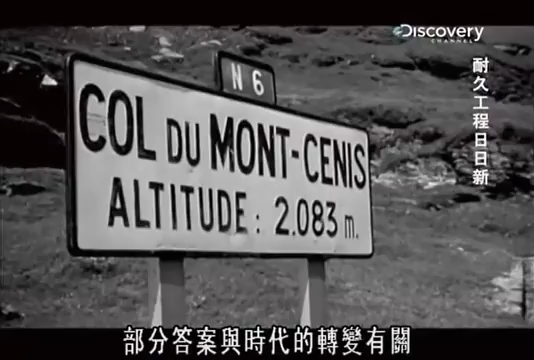 Discovery
CHANNEL
耐久工程日日新
N 6
COL DU MONT-CENIS
ALTITUDE : 2.083 m.
部分答案與時代的轉變有關